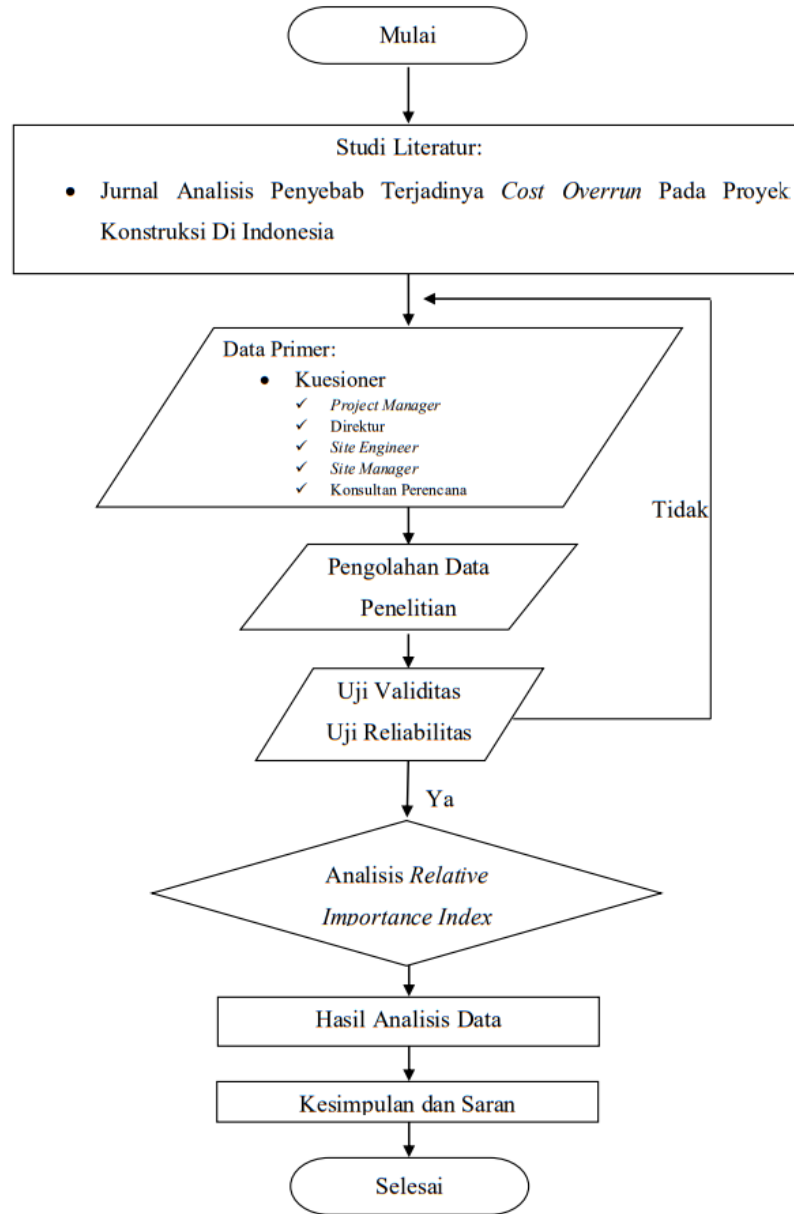 Mulai
Studi Literatur:
• Jurnal Analisis Penyebab Terjadinya Cost Overrun Pada Proyek
Konstruksi Di Indonesia
Data Primer:
• Kuesioner
✓ Project Manager
✓ Direktur
✓ Site Engineer
✓ Site Manager
✓ Konsultan Perencana
Tidak
Pengolahan Data
Penelitian
Uji Validitas
Uji Reliabilitas
Ya
Analisis Relative
Importance Index
Hasil Analisis Data
Kesimpulan dan Saran
Selesai